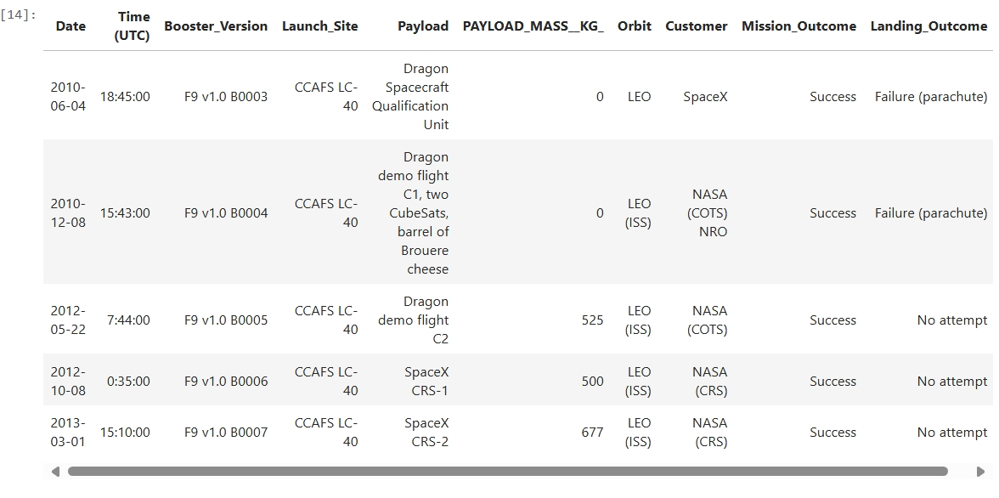 [14]:
Date Time (UTC) Booster_Version Launch_Site Payload PAYLOAD_MASS__KG_ Orbit Customer Mission_Outcome Landing_Outcome
2010-06-04 18:45:00 F9 v1.0 B0003 CCAFS LC-40 Dragon Spacecraft Qualification Unit 0 LEO SpaceX Success Failure (parachute)
2010-12-08 15:43:00 F9 v1.0 B0004 CCAFS LC-40 Dragon demo flight C1, two CubeSats, barrel of Brouere cheese 0 LEO (ISS) NASA (COTS) NRO Success Failure (parachute)
2012-05-22 7:44:00 F9 v1.0 B0005 CCAFS LC-40 Dragon demo flight C2 525 LEO (ISS) NASA (COTS) Success No attempt
2012-10-08 0:35:00 F9 v1.0 B0006 CCAFS LC-40 SpaceX CRS-1 500 LEO (ISS) NASA (CRS) Success No attempt
2013-03-01 15:10:00 F9 v1.0 B0007 CCAFS LC-40 SpaceX CRS-2 677 LEO (ISS) NASA (CRS) Success No attempt